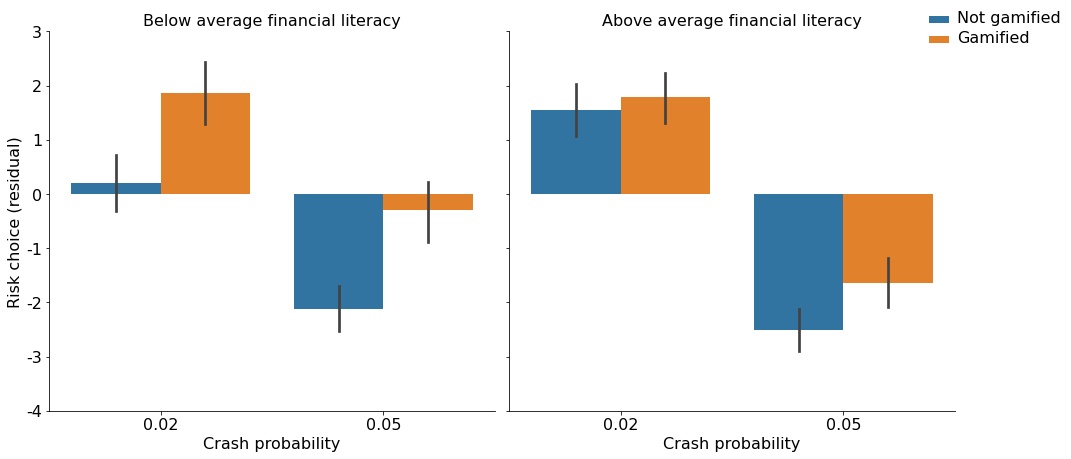 Below average financial literacy
Above average financial literacy
Not gamified
Gamified
Risk choice (residual)
3
2
1
0
-1
-2
-3
-4
0.02
0.05
Crash probability
0.02
0.05
Crash probability